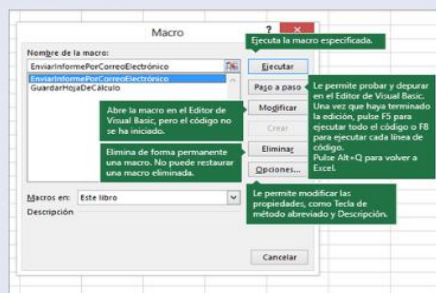 Macro
?
Ejecuta la macro especificada.
Nombre de la macro:
EnviarInformePorCorreoElectrónico
Ejecutar
EnviarInformePorCorreoElectrónico
GuardarHojaDeCálculo
Paso a paso
Le permite probar y depurar
en el Editor de Visual Basic.
Una vez que haya terminado
la edición, pulse F5 para
ejecutar todo el código o F8
para ejecutar cada línea de
código.
Pulse Alt+Q para volver a
Excel.
Abre la macro en el Editor de
Visual Basic, pero el código no
se ha iniciado.
Modificar
Crear
Elimina de forma permanente
una macro. No puede restaurar
una macro eliminada.
Eliminar
Opciones...
Le permite modificar las
propiedades, como Tecla de
método abreviado y Descripción.
Macros en: Este libro
Descripción
Cancelar